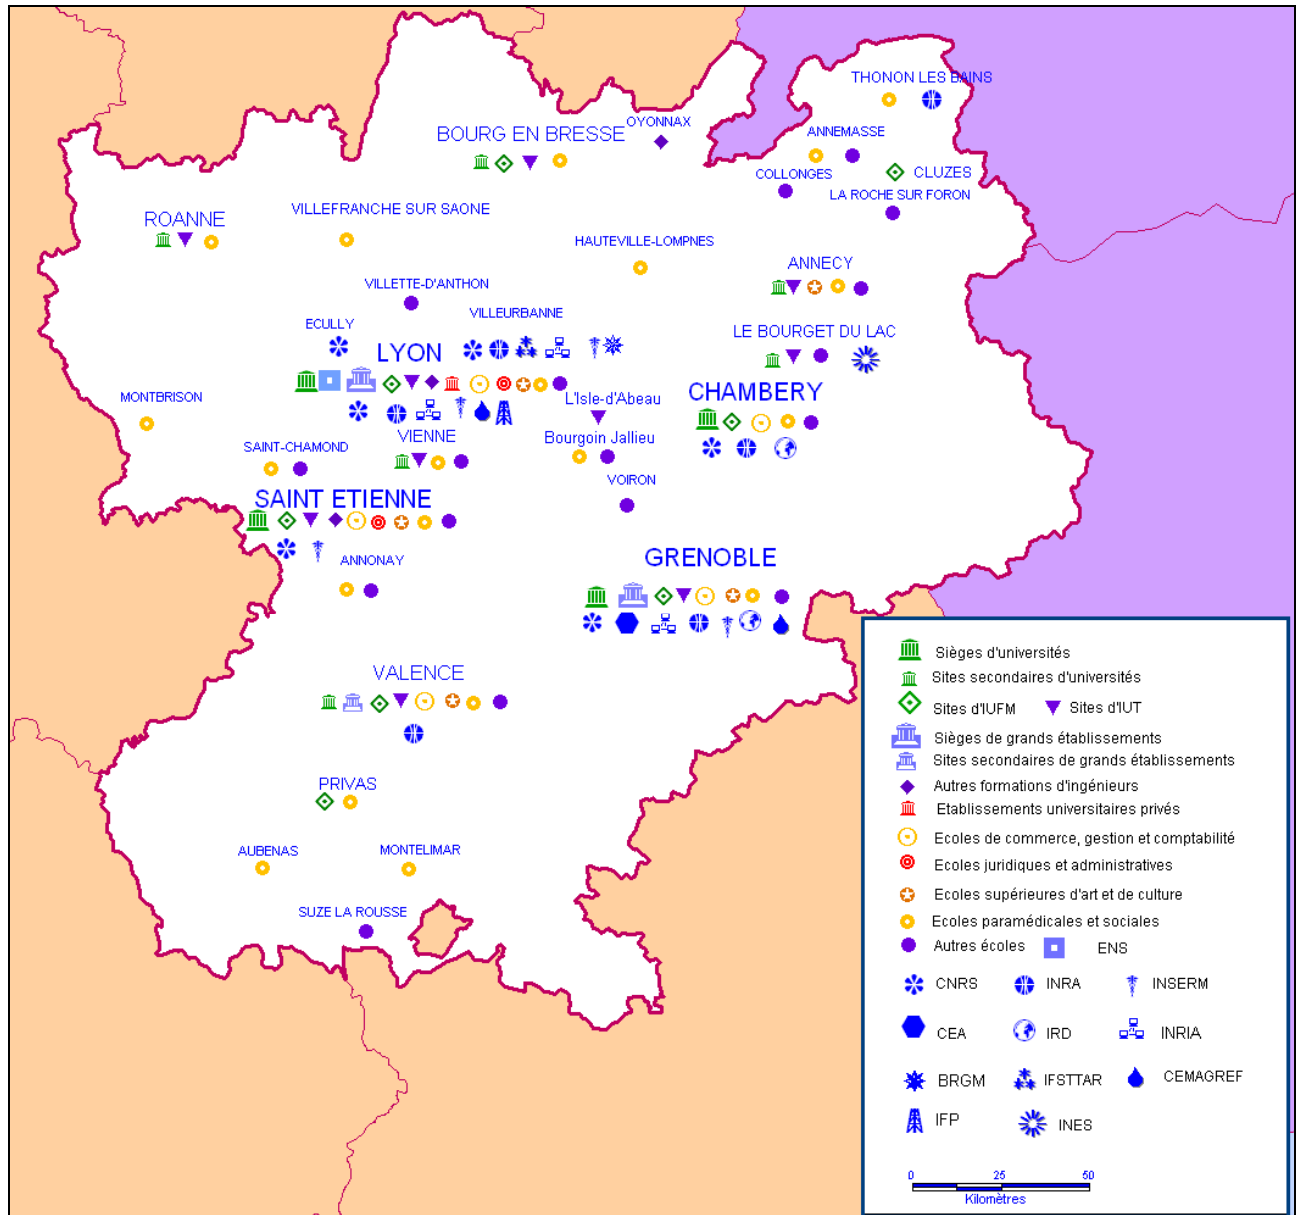 THONON LES BAINS
OYONNAX
BOURG EN BRESSE
ANNEMASSE
COLLONGES
CLUZES
LA ROCHE SUR FORON
ROANNE
VILLEFRANCHE SUR SAONE
HAUTEVILLE-LOMPNES
ANNECY
VILLETTE-D'ANTHON
VILLEURBANNE
ECULLY
LE BOURGET DU LAC
LYON
CHAMBERY
MONTBRISON
L'Isle-d'Abeau
VIENNE
Bourgoin Jallieu
SAINT-CHAMOND
VOIRON
SAINT ETIENNE
ANNONAY
GRENOBLE
VALENCE
PRIVAS
AUBENAS
MONTELIMAR
SUZE LA ROUSSE
Sièges d'universités
Sites secondaires d'universités
Sites d'IUFM
Sites d'IUT
Sièges de grands établissements
Sites secondaires de grands établissements
Autres formations d'ingénieurs
Etablissements universitaires privés
Ecoles de commerce, gestion et comptabilité
Ecoles juridiques et administratives
Ecoles supérieures d'art et de culture
Ecoles paramédicales et sociales
Autres écoles
ENS
CNRS
INRA
INSERM
CEA
IRD
INRIA
BRGM
IFSTTAR
CEMAGREF
IFP
INES
0 25 50
Kilomètres